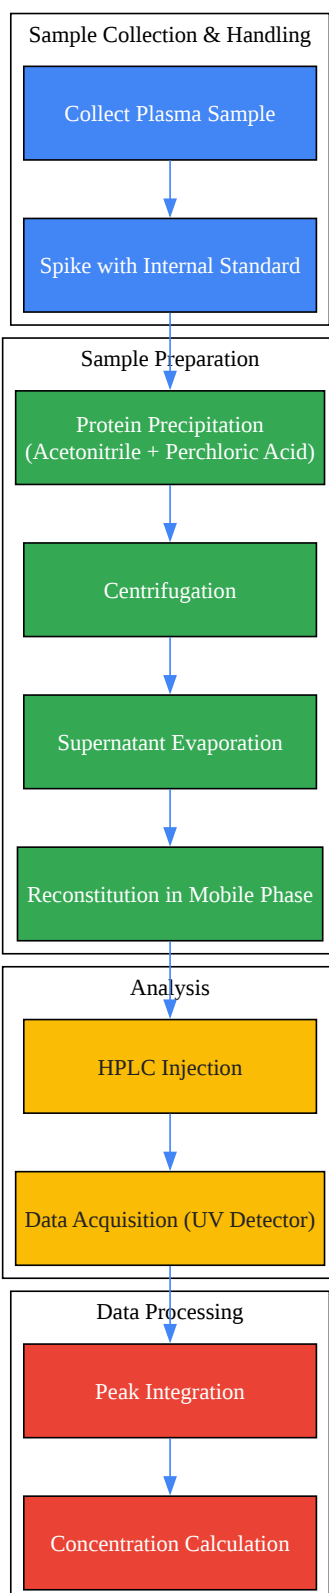 Sample Collection & Handling
Collect Plasma Sample
Spike with Internal Standard
Sample Preparation
Protein Precipitation
(Acetonitrile + Perchloric Acid)
Centrifugation
Supernatant Evaporation
Reconstitution in Mobile Phase
Analysis
HPLC Injection
Data Acquisition (UV Detector)
Data Processing
Peak Integration
Concentration Calculation